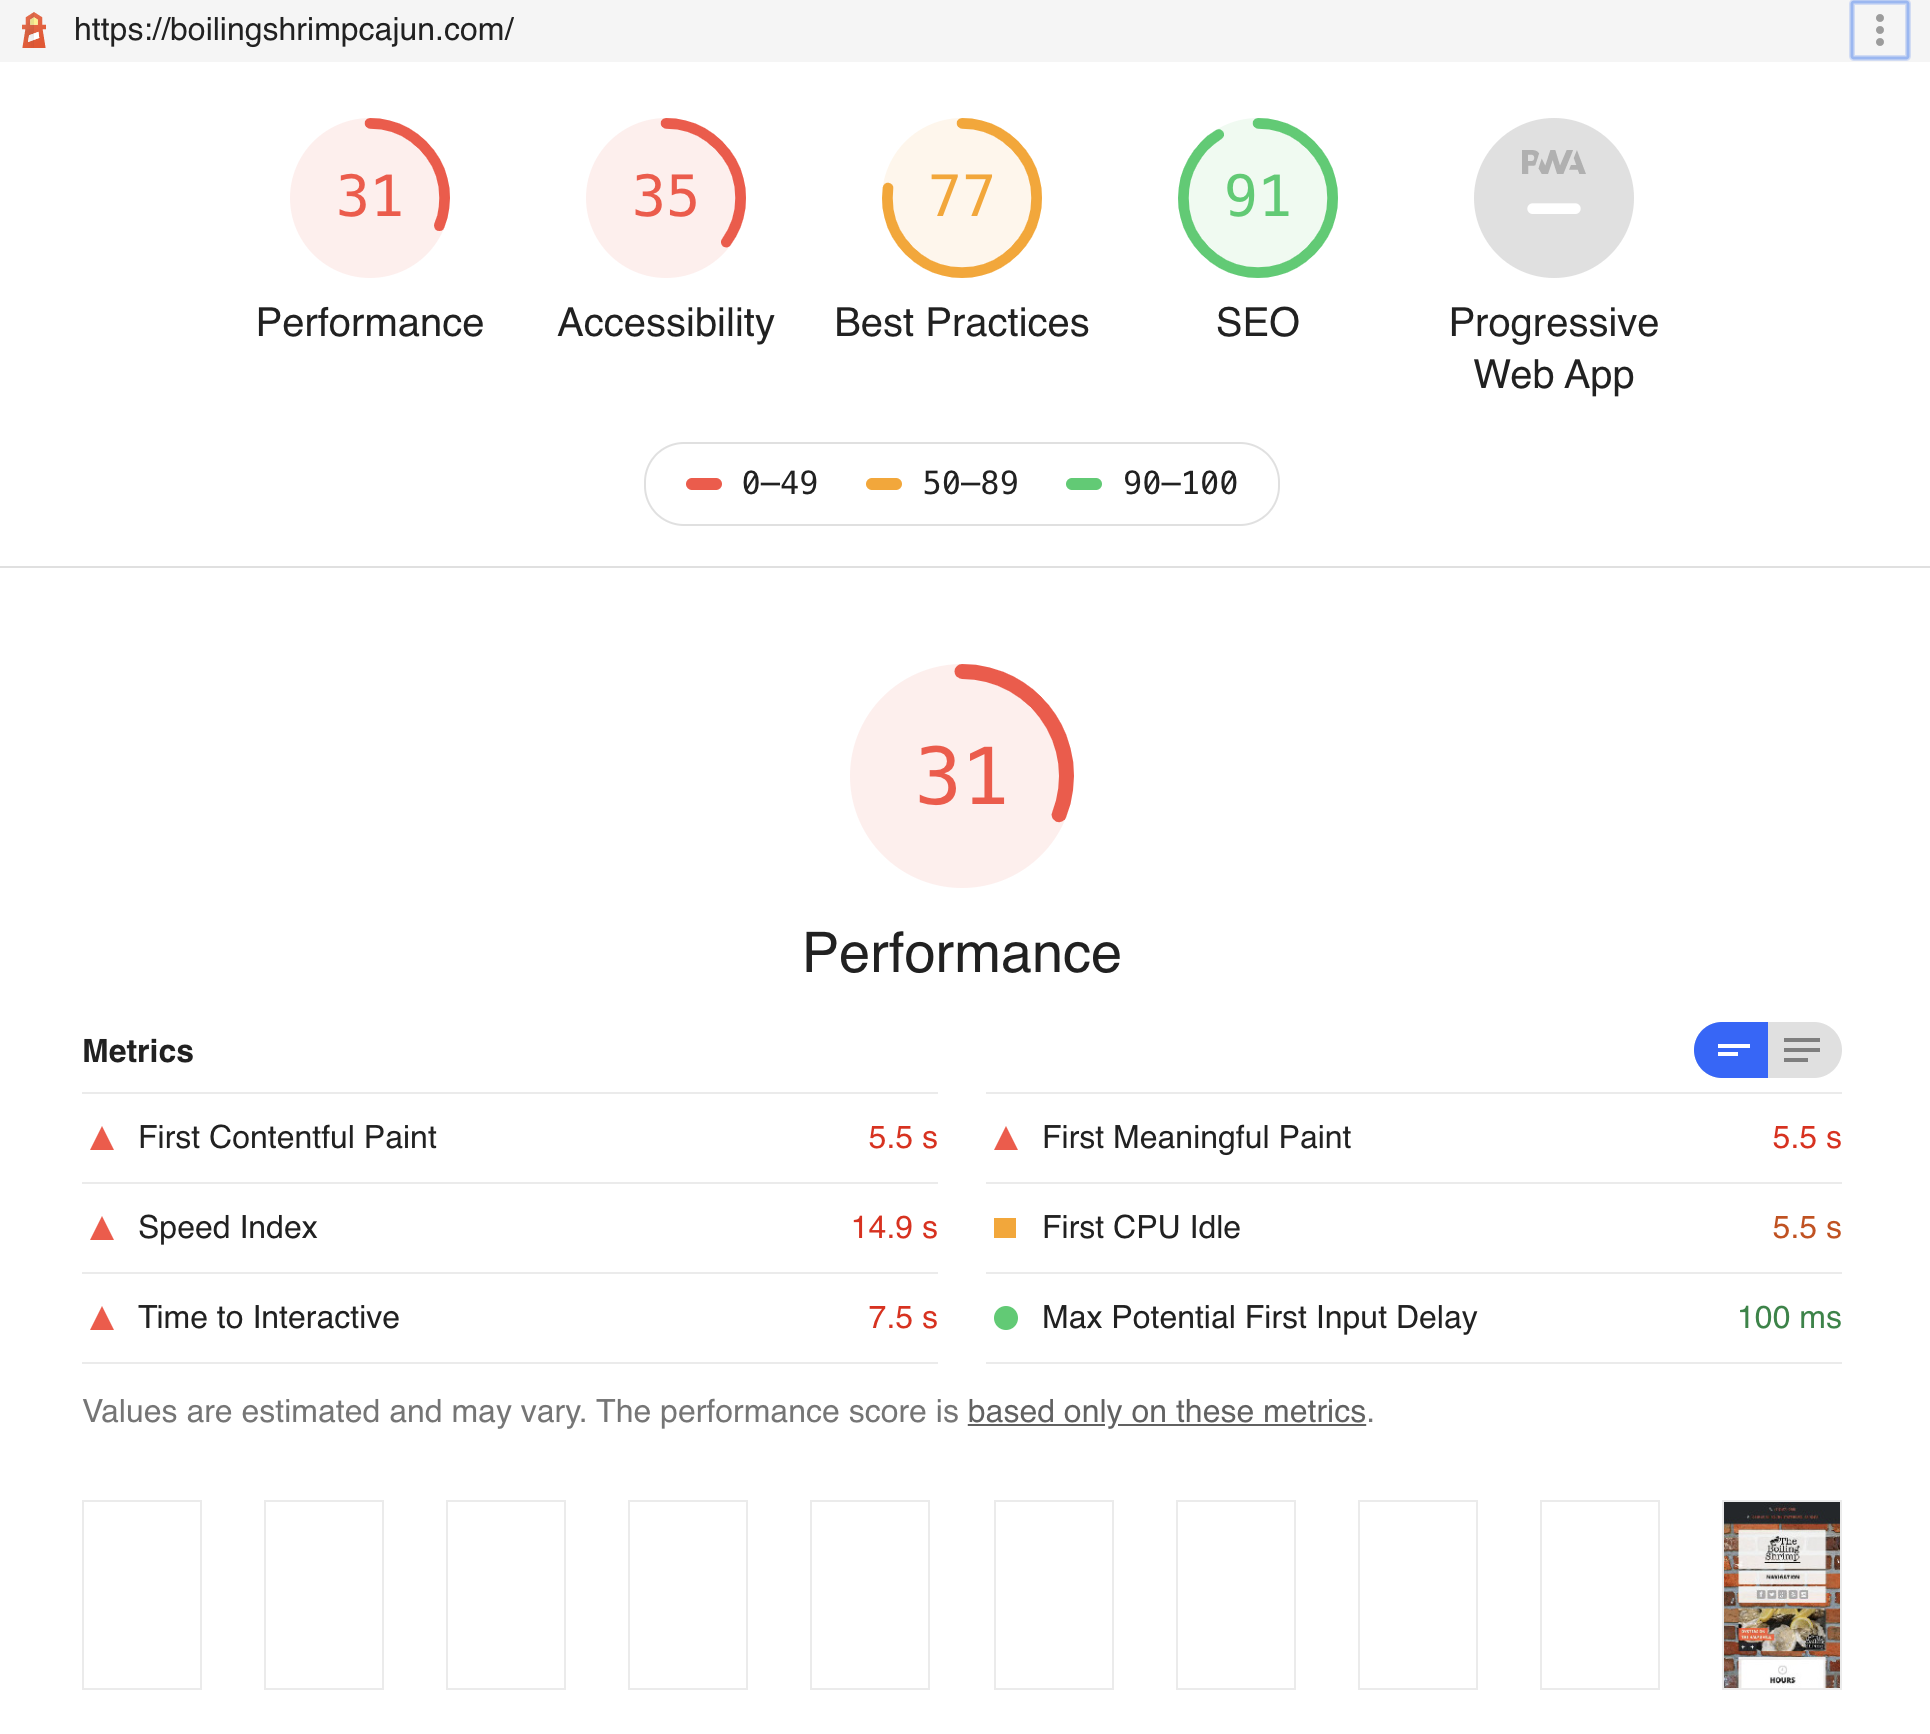 https://boilingshrimpcajun.com/
31
35
77
91
PWA
Performance
Accessibility
Best Practices
SEO
Progressive
Web App
0–49
50–89
90–100
31
Performance
Metrics
First Contentful Paint 5.5 s
First Meaningful Paint 5.5 s
Speed Index 14.9 s
First CPU Idle 5.5 s
Time to Interactive 7.5 s
Max Potential First Input Delay 100 ms
Values are estimated and may vary. The performance score is based only on these metrics.
The
Boiling
Shrimp
NAVIGATION
HOURS